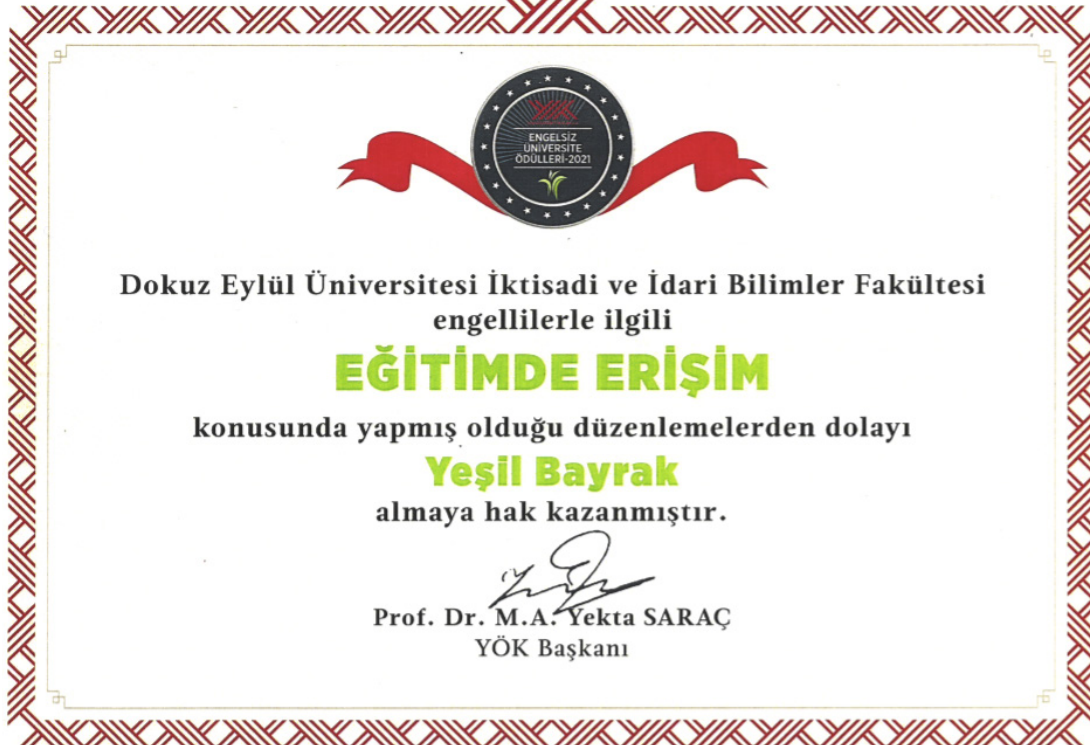 ENGELSİZ
ÜNİVERSİTE
ÖDÜLLERİ-2021
Dokuz Eylül Üniversitesi İktisadi ve İdari Bilimler Fakültesi
engellilerle ilgili
EĞİTİMDE ERİŞİM
konusunda yapmış olduğu düzenlemelerden dolayı
Yeşil Bayrak
almaya hak kazanmıştır.
Prof. Dr. M.A. Yekta SARAÇ
YÖK Başkanı